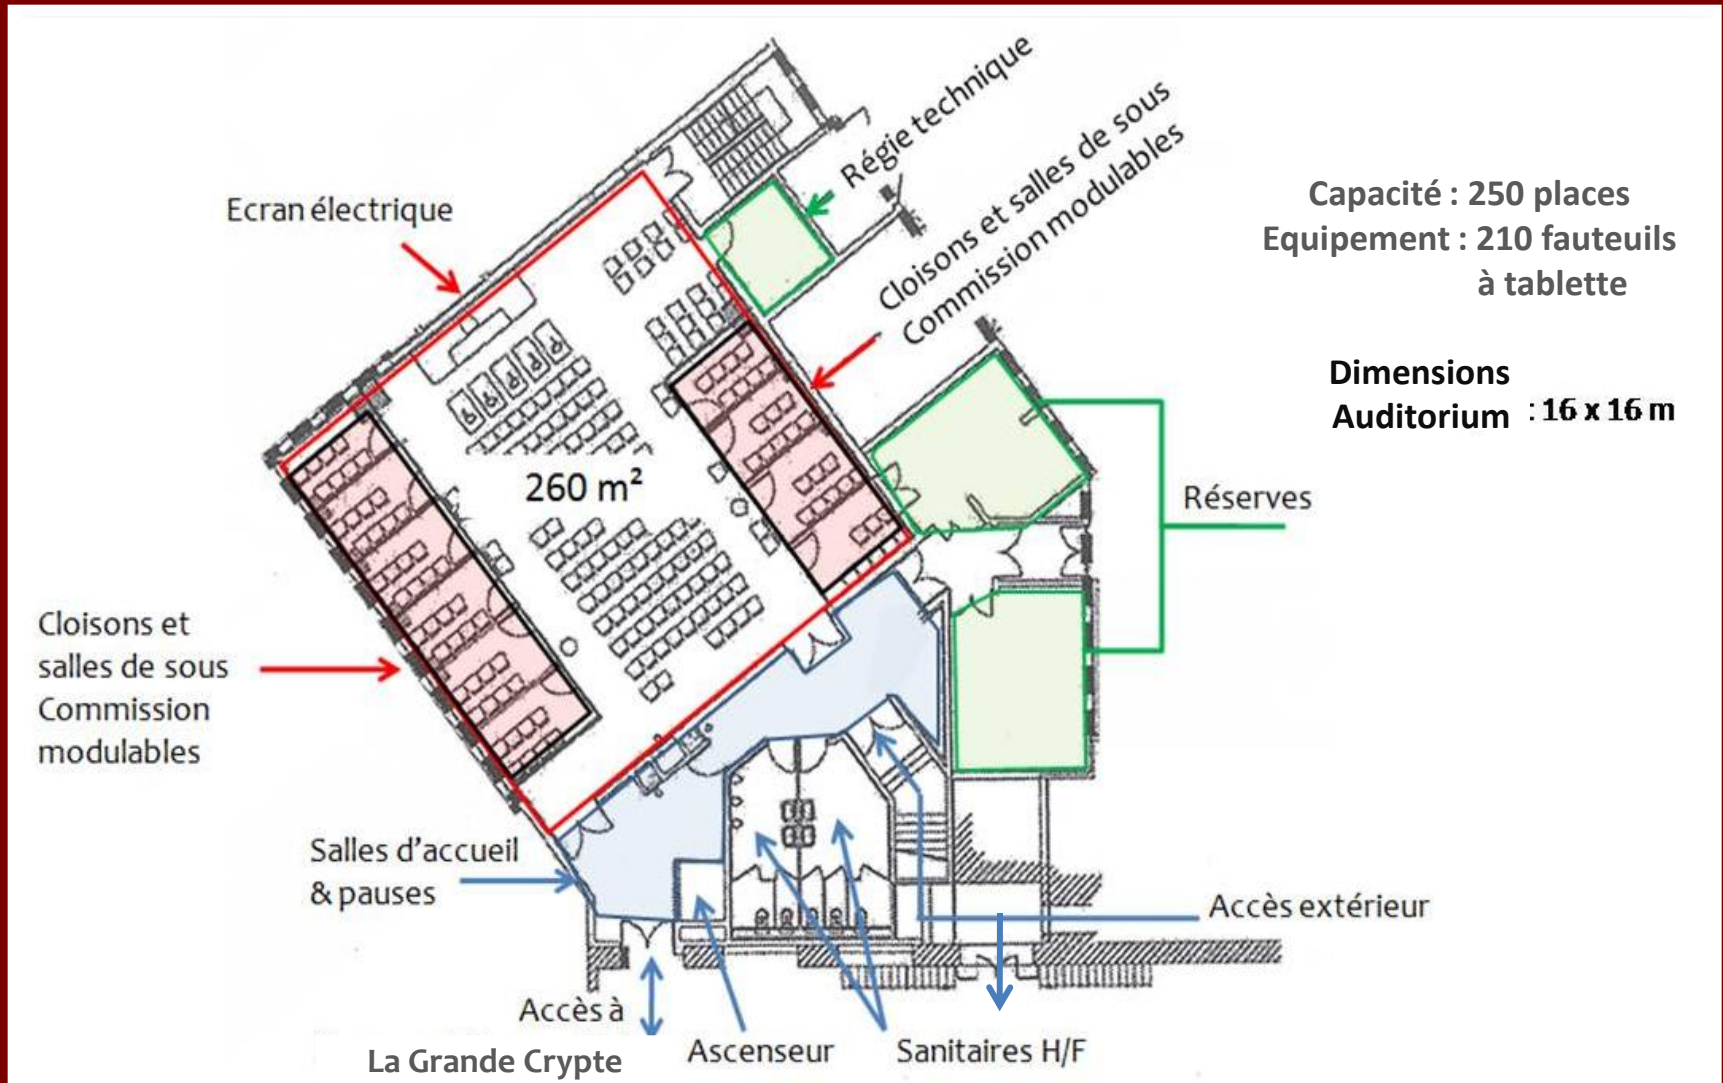 Régie technique
Cloisons et salles de sous
Commission modulables
Ecran électrique
Capacité : 250 places
Equipement : 210 fauteuils
à tablette
Dimensions
Auditorium : 16 x 16 m
260 m²
Réserves
Cloisons et
salles de sous
Commission
modulables
Salles d'accueil
& pauses
Accès extérieur
Accès à
La Grande Crypte
Ascenseur
Sanitaires H/F